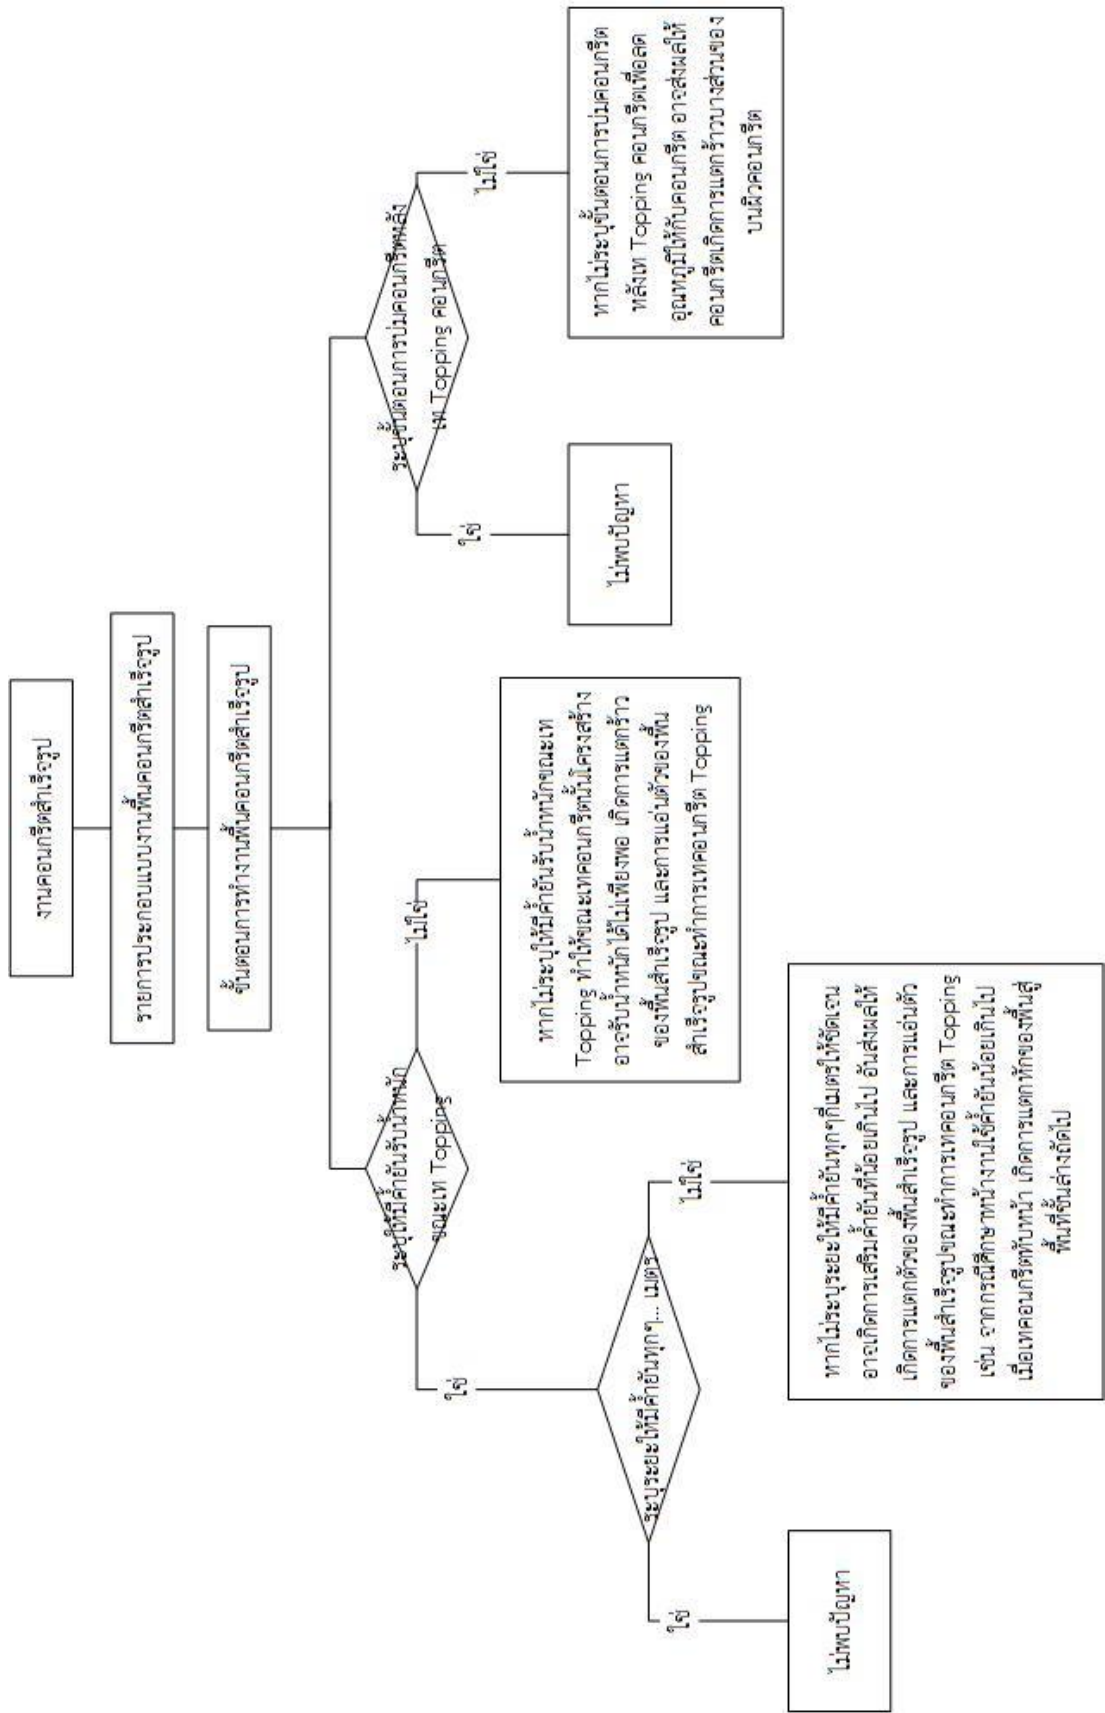 งานคอนกรีตสำเร็จรูป
รายการประกอบแบบงานพื้นคอนกรีตสำเร็จรูป
ขั้นตอนการทำงานพื้นคอนกรีตสำเร็จรูป
ระบุให้มีค้ำยันรับน้ำหนัก
ขณะเท Topping
ใช่
ไม่ใช่
ระบุระยะให้มีค้ำยันทุกๆ... เมตร
ใช่
ไม่ใช่
ไม่พบปัญหา
หากไม่ระบุระยะให้มีค้ำยันทุกๆกี่เมตรให้ชัดเจน
อาจเกิดการเสริมค้ำยันที่น้อยเกินไป อันส่งผลให้
เกิดการแตกตัวของพื้นสำเร็จรูป และการแอ่นตัว
ของพื้นสำเร็จรูปขณะทำการเทคอนกรีต Topping
เช่น จากกรณีศึกษาหน้างานใช้ค้ำยันน้อยเกินไป
เมื่อเทคอนกรีตทับหน้า เกิดการแตกหักของพื้นสู่
พื้นที่ชั้นล่างถัดไป
หากไม่ระบุให้มีค้ำยันรับน้ำหนักขณะเท
Topping ทำให้ขณะเทคอนกรีตนั้นโครงสร้าง
อาจรับน้ำหนักได้ไม่เพียงพอ เกิดการแตกร้าว
ของพื้นสำเร็จรูป และการแอ่นตัวของพื้น
สำเร็จรูปขณะทำการเทคอนกรีต Topping
ระบุขั้นตอนการบ่มคอนกรีตหลัง
เท Topping คอนกรีต
ใช่
ไม่ใช่
ไม่พบปัญหา
หากไม่ระบุขั้นตอนการบ่มคอนกรีต
หลังเท Topping คอนกรีตเพื่อลด
อุณหภูมิให้กับคอนกรีต อาจส่งผลให้
คอนกรีตเกิดการแตกร้าวบางส่วนของ
บนผิวคอนกรีต